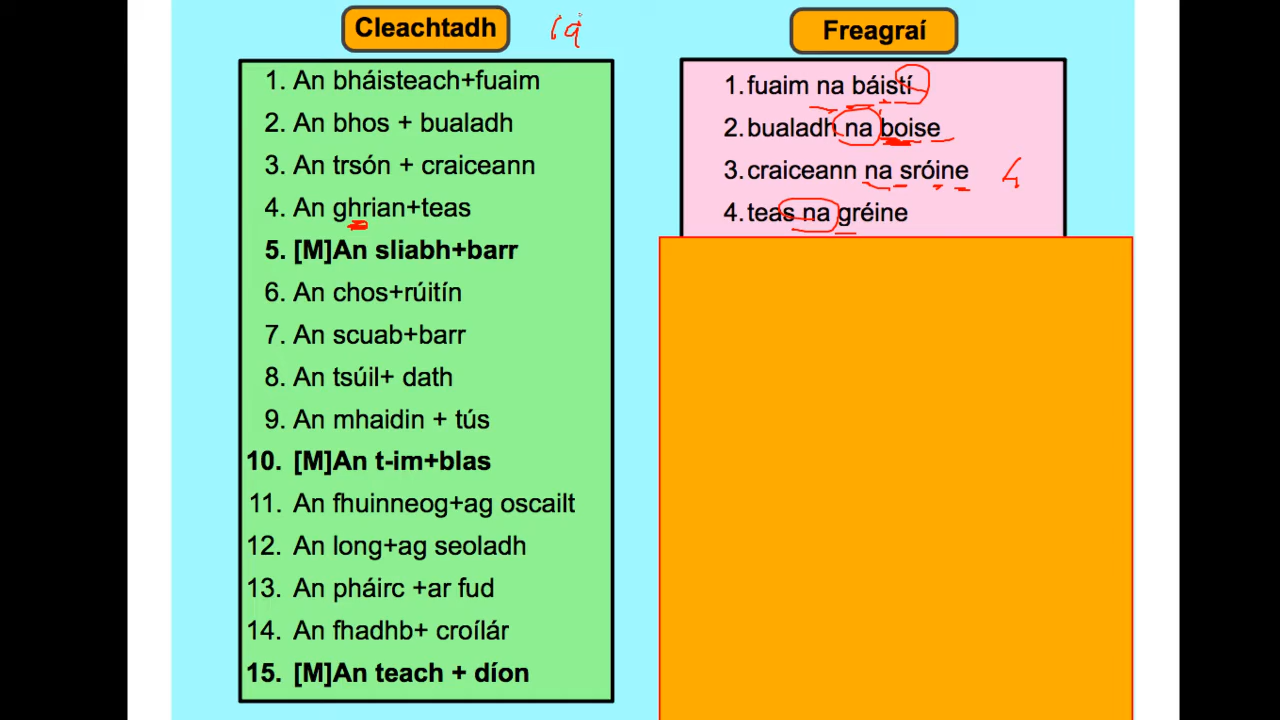 Cleachtadh
1. An bháisteach+fuaim
2. An bhos + bualadh
3. An trsón + craiceann
4. An ghrian+teas
5. [M]An sliabh+barr
6. An chos+rúitín
7. An scuab+barr
8. An tsúil+ dath
9. An mhaidin + tús
10. [M]An t-im+blas
11. An fhuinneog+ag oscailt
12. An long+ag seoladh
13. An pháirc +ar fud
14. An fhadhb+ croílár
15. [M]An teach + díon
Freagraí
1. fuaim na báistí
2. bualadh na boise
3. craiceann na sróine
4. teas na gréine